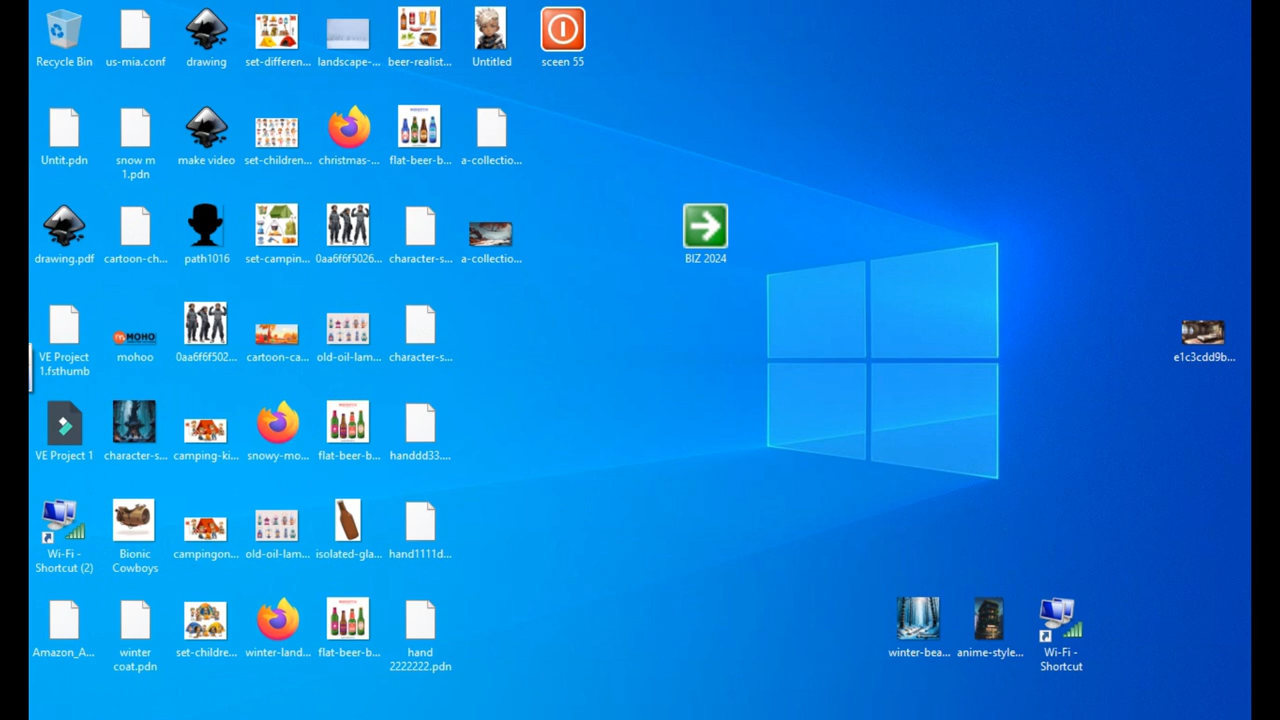 Recycle Bin
us-mia.conf
drawing
set-differen...
landscape-...
beer-realist...
Untitled
sceen 55
Untit.pdn
snow m
1.pdn
make video
set-children...
christmas-...
flat-beer-b...
a-collectio...
drawing.pdf
cartoon-ch...
path1016
set-campin...
0aa6f6f5026...
character-s...
a-collectio...
BIZ 2024
VE Project
1.fsthumb
MOHO
mohoo
0aa6f6f502...
cartoon-ca...
old-oil-lam...
character-s...
e1c3cdd9b...
VE Project 1
character-s...
camping-ki...
snowy-mo...
flat-beer-b...
handdd33....
Wi-Fi -
Shortcut (2)
Bionic
Cowboys
campingon...
old-oil-lam...
isolated-gla...
hand1111d...
Amazon_A...
winter
coat.pdn
set-childre...
winter-land...
flat-beer-b...
hand
2222222.pdn
winter-bea...
anime-style...
Wi-Fi -
Shortcut